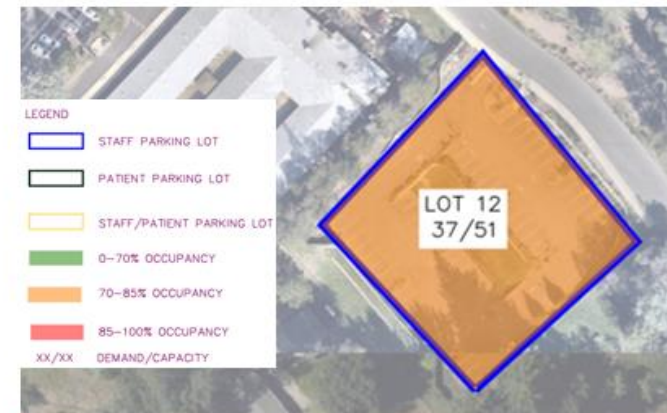 LEGEND
STAFF PARKING LOT
PATIENT PARKING LOT
STAFF/PATIENT PARKING LOT
0-70% OCCUPANCY
70-85% OCCUPANCY
85-100% OCCUPANCY
XX/XX DEMAND/CAPACITY
LOT 12
37/51